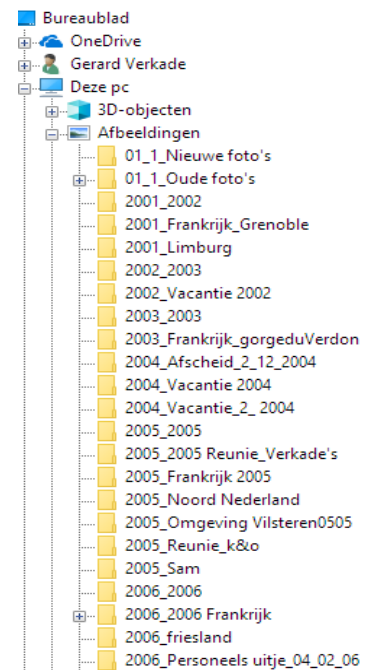 Bureaublad
OneDrive
Gerard Verkade
Deze pc
3D-objecten
Afbeeldingen
01_1_Nieuwe foto's
01_1_Oude foto's
2001_2002
2001_Frankrijk_Grenoble
2001_Limburg
2002_2003
2002_Vacantie 2002
2003_2003
2003_Frankrijk_gorgeduVerdon
2004_Afscheid_2_12_2004
2004_Vacantie 2004
2004_Vacantie_2_ 2004
2005_2005
2005_2005 Reunie_Verkade's
2005_Frankrijk 2005
2005_Noord Nederland
2005_Omgeving Vilsteren0505
2005_Reunie_k&o
2005_Sam
2006_2006
2006_2006 Frankrijk
2006_friesland
2006_Personeels uitje_04_02_06